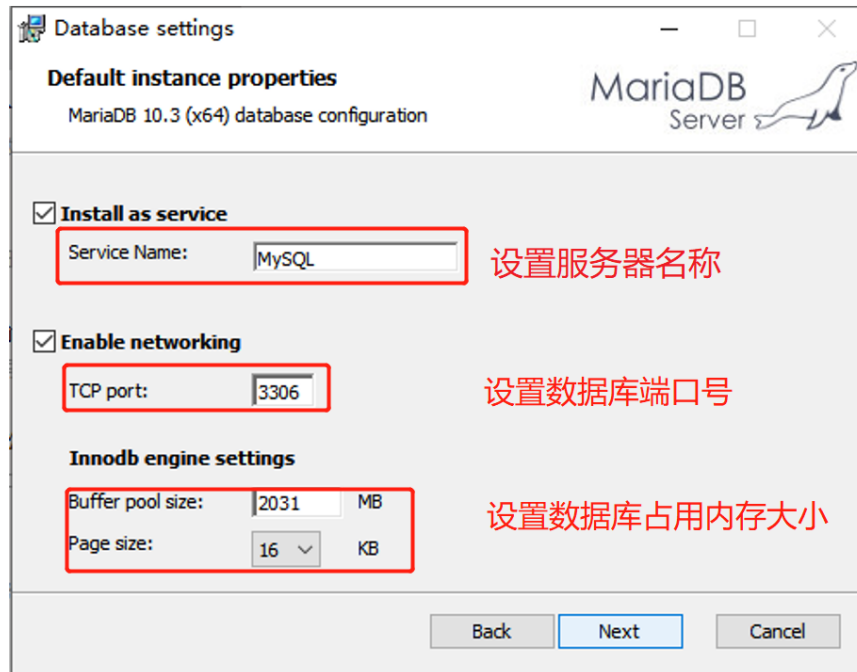 Database settings
Default instance properties
MariaDB 10.3 (x64) database configuration
MariaDB
Server
Install as service
Service Name: MySQL
设置服务器名称
Enable networking
TCP port: 3306
设置数据库端口号
Innodb engine settings
Buffer pool size: 2031 MB
设置数据库占用内存大小
Page size: 16 KB
Back Next Cancel